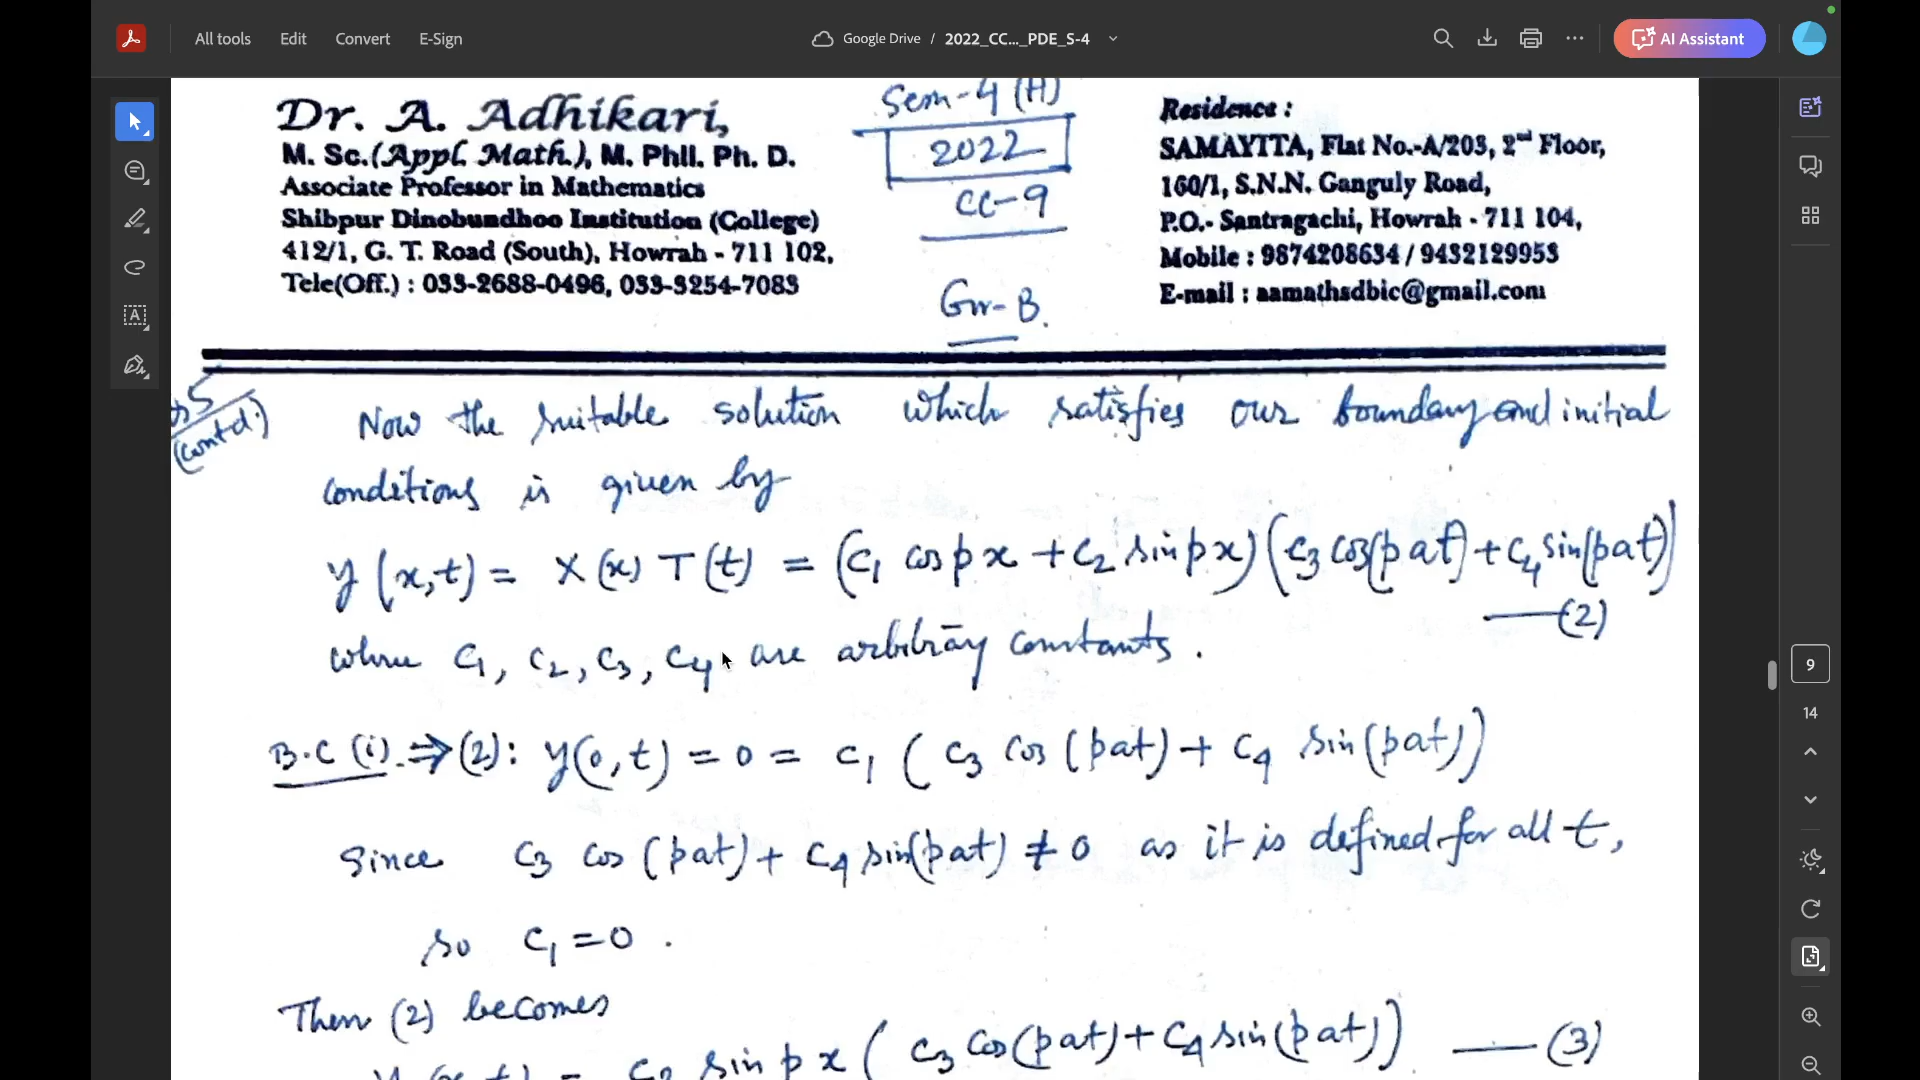 All tools Edit Convert E-Sign
Google Drive / 2022_CC..._PDE_S-4
AI Assistant
Dr. A. Adhikari,
M. Sc.(Appl. Math.), M. Phil. Ph. D.
Associate Professor in Mathematics
Shibpur Dinobundhoo Institution (College)
412/1, G. T. Road (South), Howrah - 711 102,
Tele(Off.) : 033-2688-0496, 033-3254-7083
Sem-4 (H)
2022
CC-9
Gr-B.
Residence :
SAMAYITA, Flat No.-A/203, 2nd Floor,
160/1, S.N.N. Ganguly Road,
P.O.- Santragachi, Howrah - 711 104,
Mobile : 9874208634 / 9432129953
E-mail : aamathsdbic@gmail.com
(contd.)
Now the suitable solution which satisfies our boundary and initial
conditions is given by
y(x,t) = X(x) T(t) = (c1 cos px + c2 sin px) (c3 cos(pat) + c4 sin(pat))
—(2)
where c1, c2, c3, c4 are arbitrary constants.
B.C (i) ⇒ (2): y(0,t) = 0 = c1 ( c3 cos (pat) + c4 sin(pat))
Since c3 cos (pat) + c4 sin(pat) ≠ 0 as it is defined for all t,
so c1 = 0 .
Then (2) becomes
y(x,t) = c2 sin p x ( c3 cos(pat) + c4 sin(pat)) —(3)
9
14